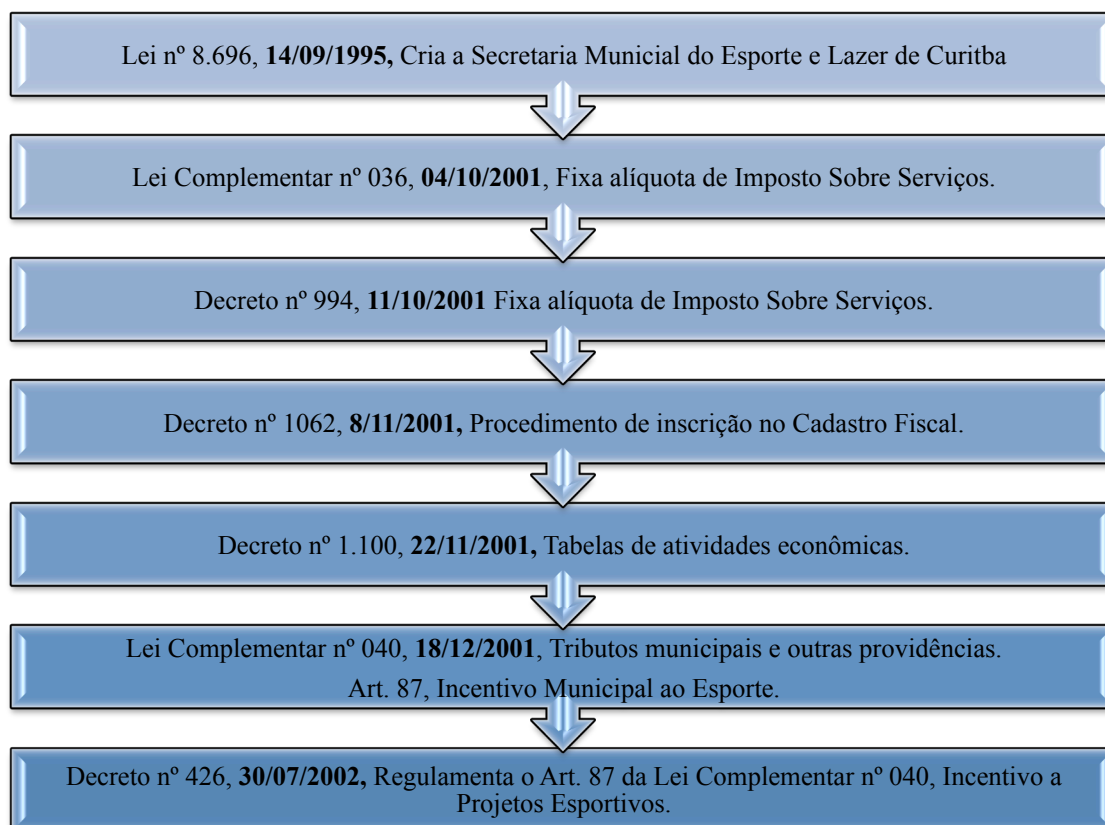 Lei nº 8.696, 14/09/1995, Cria a Secretaria Municial do Esporte e Lazer de Curitba
Lei Complementar nº 036, 04/10/2001, Fixa alíquota de Imposto Sobre Serviços.
Decreto nº 994, 11/10/2001 Fixa alíquota de Imposto Sobre Serviços.
Decreto nº 1062, 8/11/2001, Procedimento de inscrição no Cadastro Fiscal.
Decreto nº 1.100, 22/11/2001, Tabelas de atividades econômicas.
Lei Complementar nº 040, 18/12/2001, Tributos municipais e outras providências.
Art. 87, Incentivo Municipal ao Esporte.
Decreto nº 426, 30/07/2002, Regulamenta o Art. 87 da Lei Complementar nº 040, Incentivo a
Projetos Esportivos.